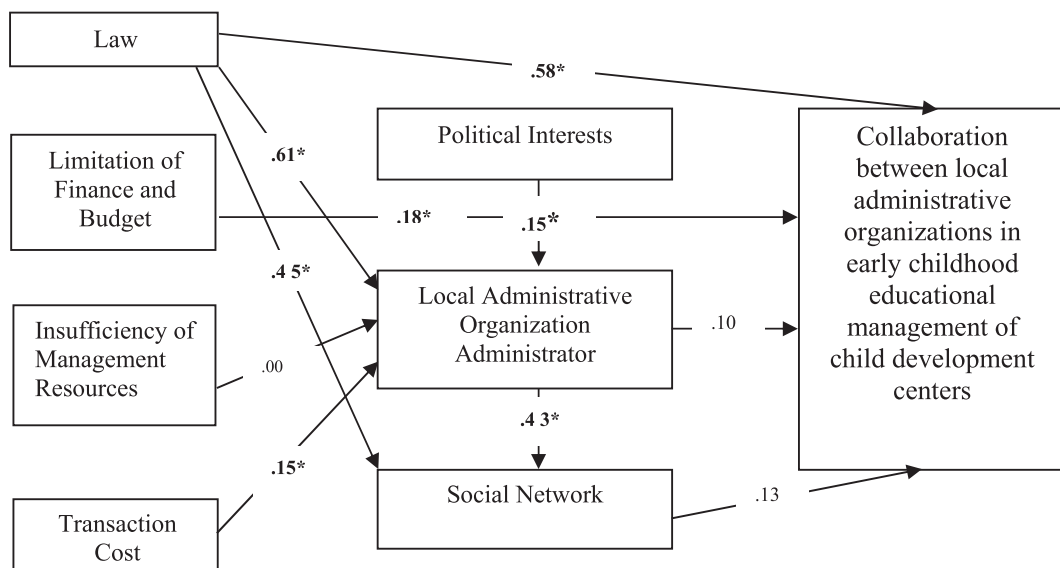 Law
.58*
Political Interests
Collaboration
between local
administrative
organizations in
early childhood
educational
management of
child development
centers
.61*
Limitation of
Finance and
Budget
.18*
.15*
.4 5*
Local Administrative
Organization
Administrator
.10
Insufficiency of
Management
Resources
.00
.4 3*
.15*
Social Network
.13
Transaction
Cost